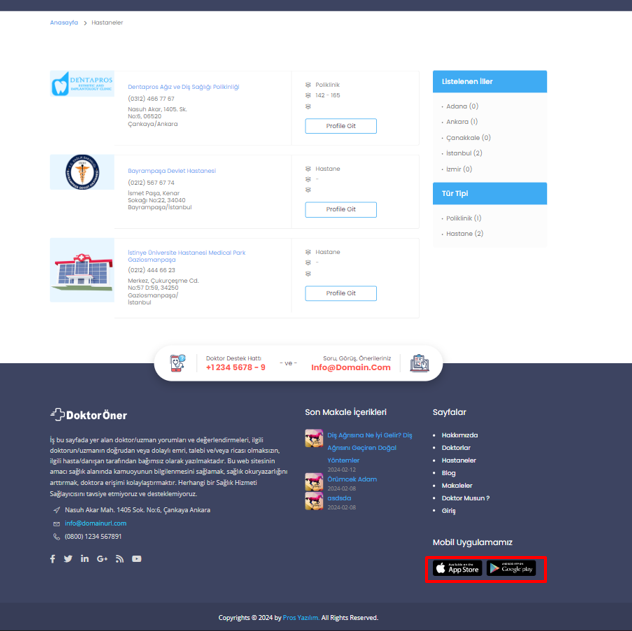 Anasayfa > Hastaneler
DENTAPROS
Dentapros Ağız ve Diş Sağlığı Polikinliği
(0312) 466 77 67
Nasuh Akar, 1405. Sk.
No:6, 06520
Çankaya/Ankara
Poliklinik
142 - 165
Profile Git
Bayrampaşa Devlet Hastanesi
(0212) 567 67 74
İsmet Paşa, Kenar
Sokağı No:22, 34040
Bayrampaşa/İstanbul
Hastane
-
Profile Git
İstinye Üniversite Hastanesi Medical Park
Gaziosmanpaşa
(0212) 444 66 23
Merkez, Çukurçeşme Cd.
No:57 D:59, 34250
Gaziosmanpaşa/
İstanbul
Hastane
-
Profile Git
Listelenen İller
Adana (0)
Ankara (1)
Çanakkale (0)
İstanbul (2)
İzmir (0)
Tür Tipi
Poliklinik (1)
Hastane (2)
Doktor Destek Hattı
+1 234 5678 - 9
- ve -
Soru, Görüş, Önerileriniz
Info@Domain.Com
DoktorÖner
İş bu sayfada yer alan doktor/uzman yorumları ve değerlendirmeleri, ilgili
doktorun/uzmanın doğrudan veya dolaylı emri, talebi ve/veya ricası olmaksızın,
ilgili hasta/danışan tarafından bağımsız olarak yazılmaktadır. Bu web sitesinin
amacı sağlık alanında kamuoyunun bilgilenmesini sağlamak, sağlık okuryazarlığını
arttırmak, doktora erişimi kolaylaştırmaktır. Herhangi bir Sağlık Hizmeti
Sağlayıcısını tavsiye etmiyoruz ve desteklemiyoruz.
Nasuh Akar Mah. 1405 Sok. No:6, Çankaya Ankara
info@domainurl.com
(0800) 1234 567891
Son Makale İçerikleri
Diş Ağrısına Ne İyi Gelir? Diş
Ağrısını Geçiren Doğal
Yöntemler
2024-02-12
Örümcek Adam
2024-02-08
asdsda
2024-02-08
Sayfalar
Hakkımızda
Doktorlar
Hastaneler
Blog
Makaleler
Doktor Musun ?
Giriş
Mobil Uygulamamız
App Store
Google play
Copyrights © 2024 by Pros Yazılım. All Rights Reserved.